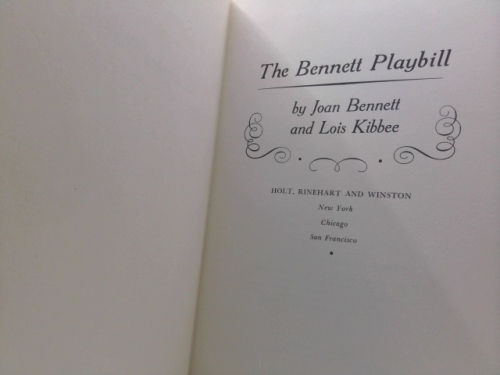 The Bennett Playbill
by Joan Bennett
and Lois Kibbee
HOLT, RINEHART AND WINSTON
New York
Chicago
San Francisco